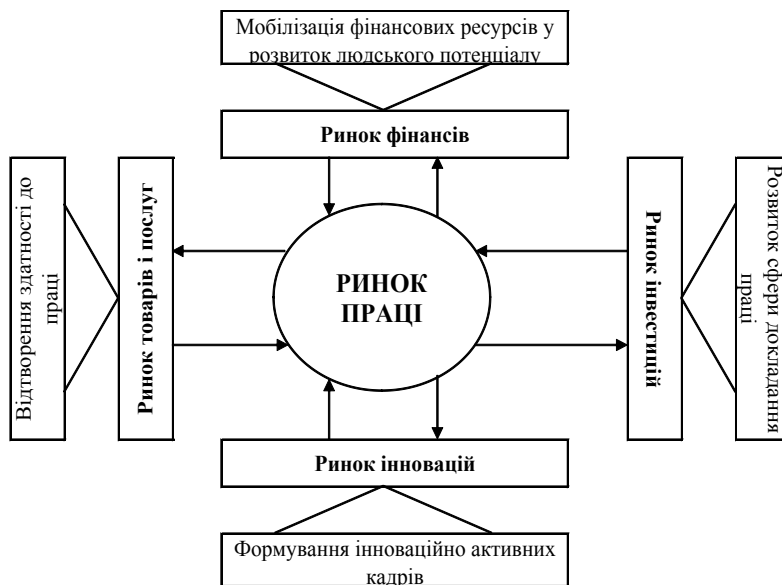 Мобілізація фінансових ресурсів у
розвиток людського потенціалу
Ринок фінансів
Відтворення здатності до
праці
Ринок товарів і послуг
РИНОК
ПРАЦІ
Ринок інвестицій
Розвиток сфери докладання
праці
Ринок інновацій
Формування інноваційно активних
кадрів